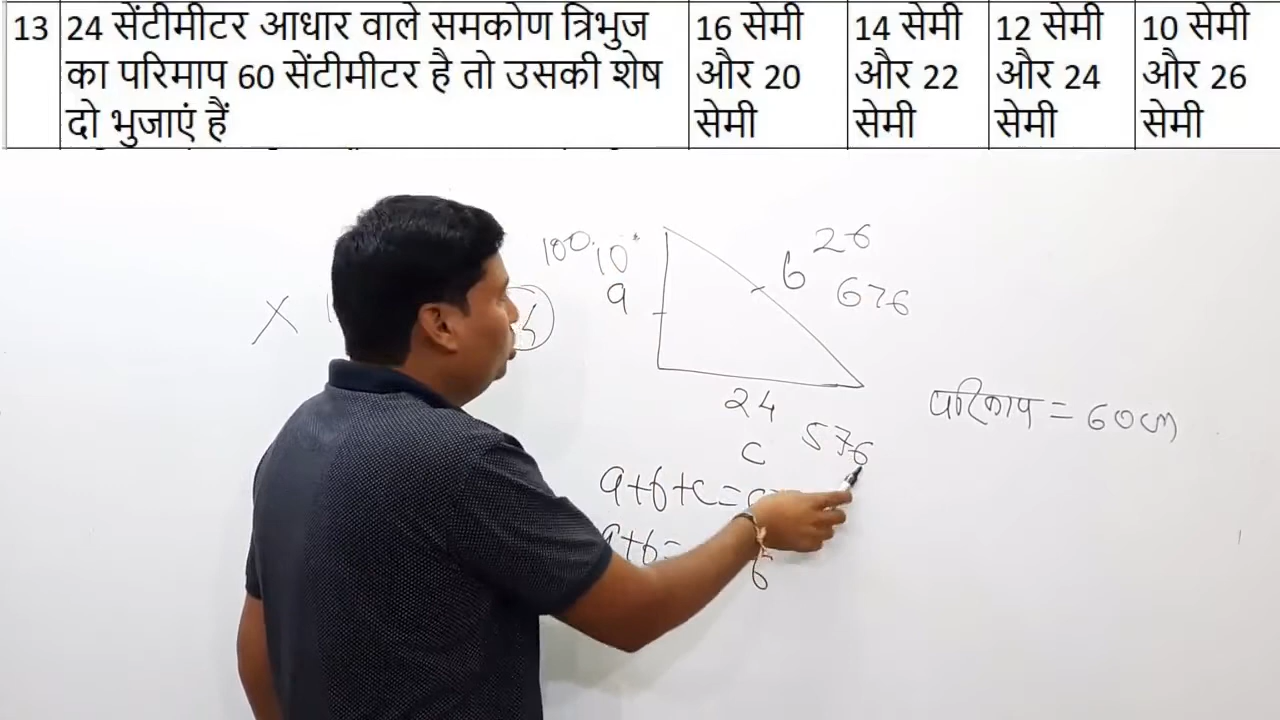 13
24 सेंटीमीटर आधार वाले समकोण त्रिभुज
का परिमाप 60 सेंटीमीटर है तो उसकी शेष
दो भुजाएं हैं
16 सेमी
और 20
सेमी
14 सेमी
और 22
सेमी
12 सेमी
और 24
सेमी
10 सेमी
और 26
सेमी
100
10
a
26
b
676
X
24
c
576
परिमाप = 60cm
a+b+c=
a+b=